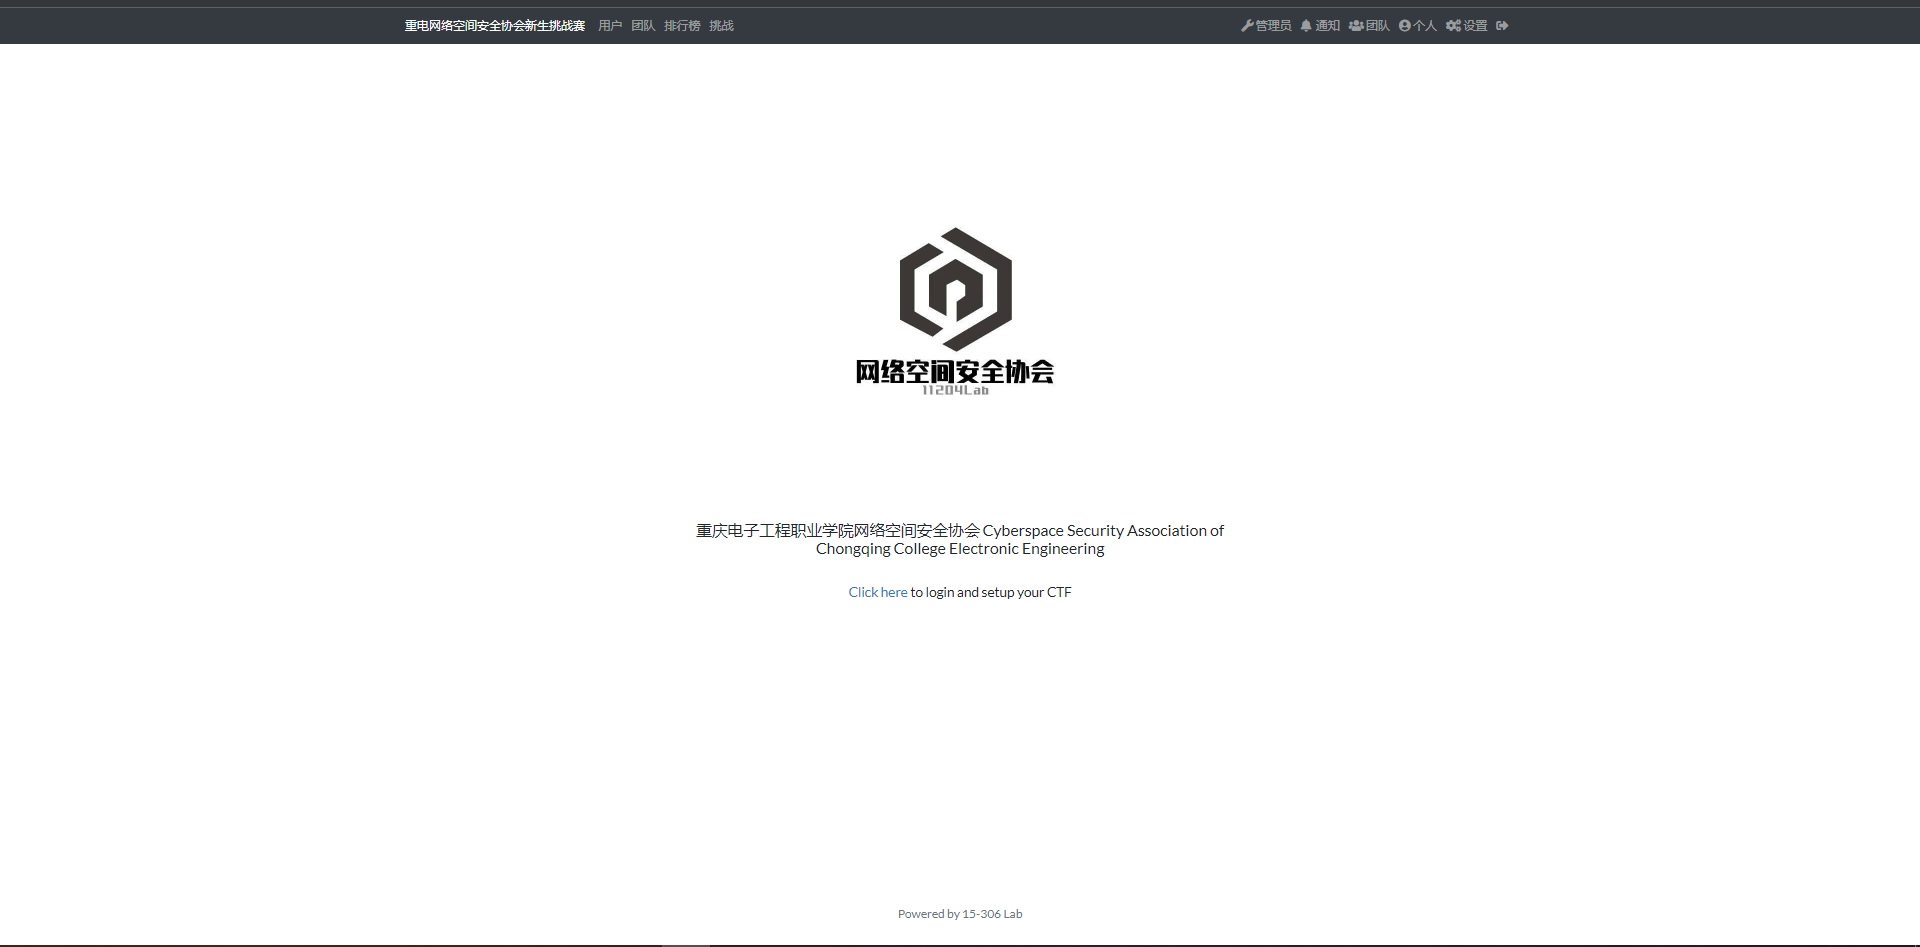 重电网络空间安全协会新生挑战赛 用户 团队 排行榜 挑战 管理员 通知 团队 个人 设置
网络空间安全协会
11204Lab
重庆电子工程职业学院网络空间安全协会 Cyberspace Security Association of
Chongqing College Electronic Engineering
Click here to login and setup your CTF
Powered by 15-306 Lab